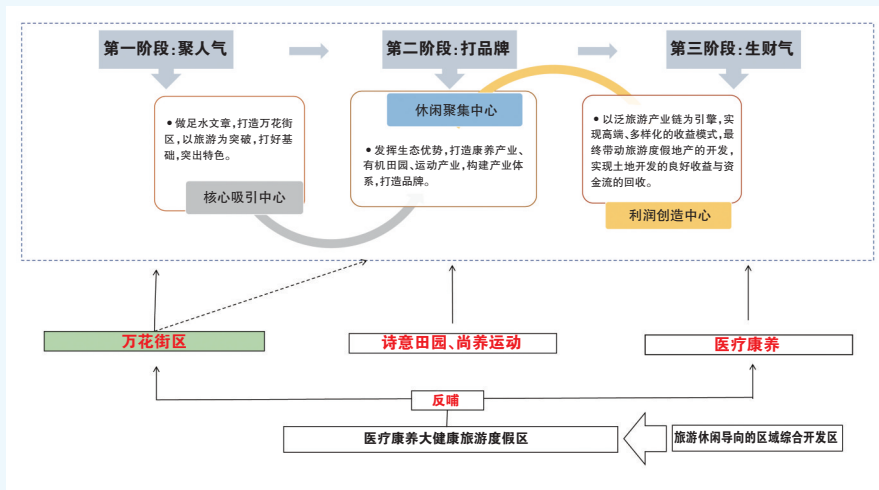 第一阶段：聚人气
第二阶段：打品牌
第三阶段：生财气
●做足水文章，打造万花街
区，以旅游为突破，打好基
础，突出特色。
核心吸引中心
休闲聚集中心
●发挥生态优势，打造康养产业、
有机田园、运动产业，构建产业体
系，打造品牌。
●以泛旅游产业链为引擎，实
现高端、多样化的收益模式，最
终带动旅游度假地产的开发，
实现土地开发的良好收益与资
金流的回收。
利润创造中心
万花街区
诗意田园、尚养运动
医疗康养
反哺
医疗康养大健康旅游度假区
旅游休闲导向的区域综合开发区